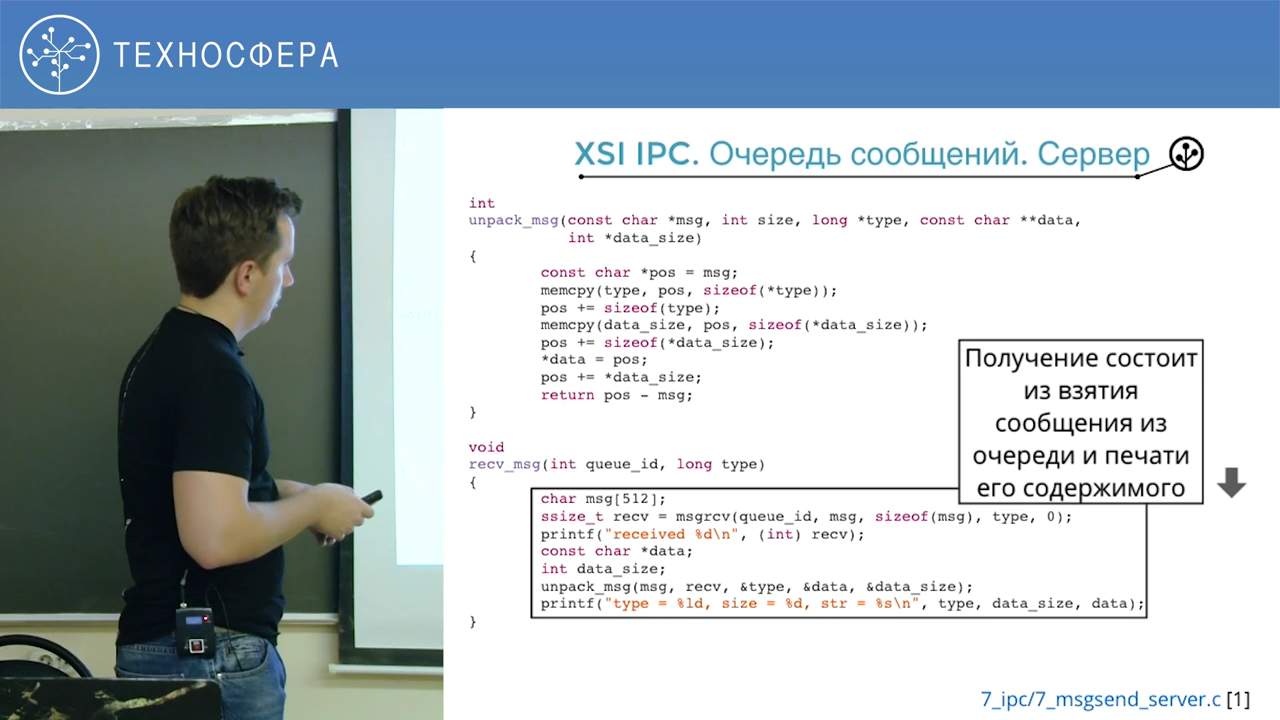 ТЕХНОСФЕРА
XSI IPC. Очередь сообщений. Сервер
int
unpack_msg(const char *msg, int size, long *type, const char **data,
int *data_size)
{
const char *pos = msg;
memcpy(type, pos, sizeof(*type));
pos += sizeof(type);
memcpy(data_size, pos, sizeof(*data_size));
pos += sizeof(*data_size);
*data = pos;
pos += *data_size;
return pos - msg;
}
Получение состоит
из взятия
сообщения из
очереди и печати
его содержимого
void
recv_msg(int queue_id, long type)
{
char msg[512];
ssize_t recv = msgrcv(queue_id, msg, sizeof(msg), type, 0);
printf("received %d\n", (int) recv);
const char *data;
int data_size;
unpack_msg(msg, recv, &type, &data, &data_size);
printf("type = %ld, size = %d, str = %s\n", type, data_size, data);
}
7_ipc/7_msgsend_server.c [1]